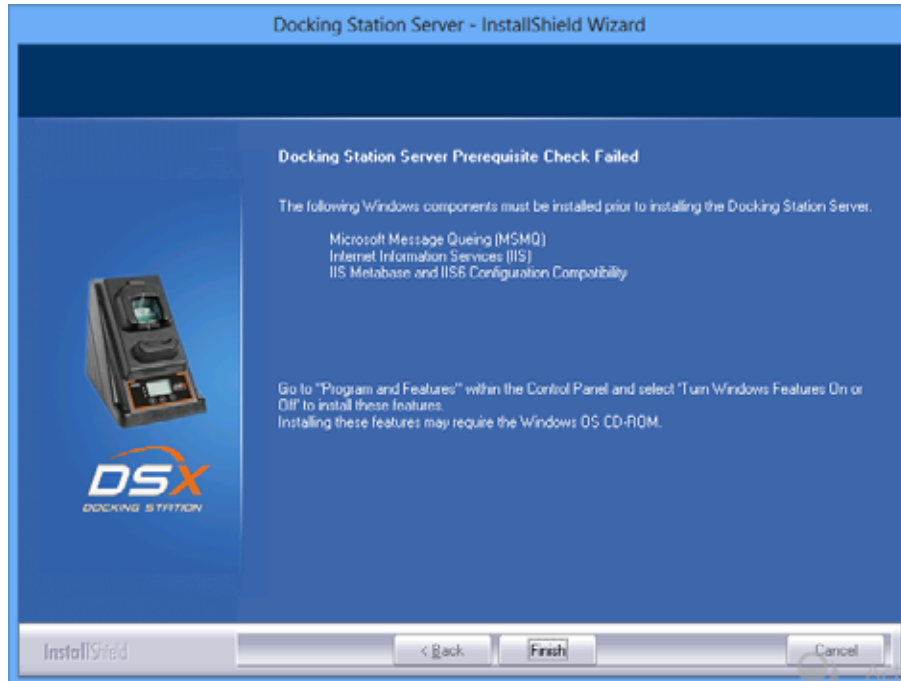 Docking Station Server - InstallShield Wizard
Docking Station Server Prerequisite Check Failed
The following Windows components must be installed prior to installing the Docking Station Server.
Microsoft Message Queing (MSMQ)
Internet Information Services (IIS)
IIS Metabase and IIS6 Configuration Compatibility
Go to "Program and Features" within the Control Panel and select 'Turn Windows Features On or
Off' to install these features.
Installing these features may require the Windows OS CD-ROM.
DSX
DOCKING STATION
InstallShield
< Back
Finish
Cancel